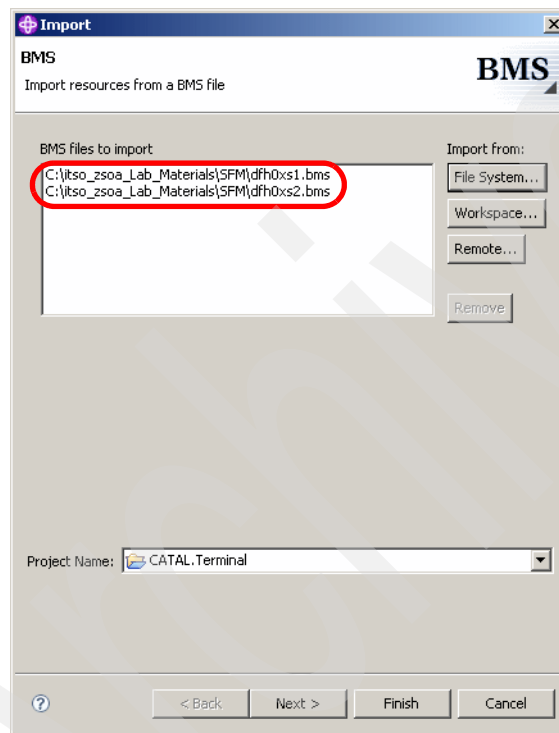 Import
BMS
Import resources from a BMS file
BMS
BMS files to import
Import from:
C:\itso_zsoa_Lab_Materials\SFM\dfh0xs1.bms
C:\itso_zsoa_Lab_Materials\SFM\dfh0xs2.bms
File System...
Workspace...
Remote...
Remove
Project Name: CATAL.Terminal
?
< Back
Next >
Finish
Cancel